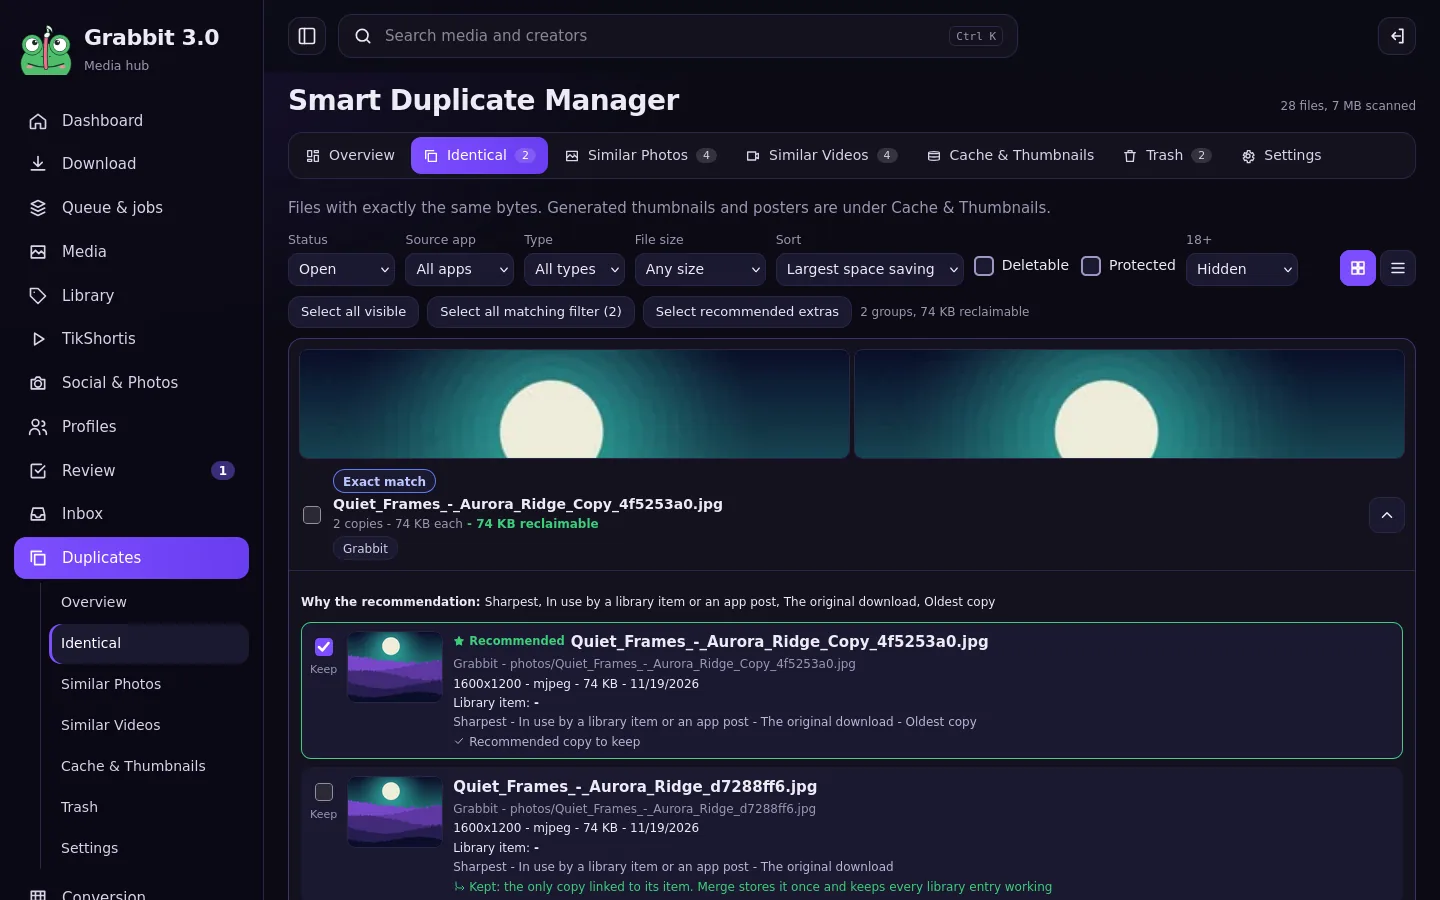 Grabbit 3.0
Media hub
Dashboard
Download
Queue & jobs
Media
Library
TikShortis
Social & Photos
Profiles
Review 1
Inbox
Duplicates
Overview
Identical
Similar Photos
Similar Videos
Cache & Thumbnails
Trash
Settings
Conversion
Search media and creators Ctrl K
Smart Duplicate Manager
28 files, 7 MB scanned
Overview Identical 2 Similar Photos 4 Similar Videos 4 Cache & Thumbnails Trash 2 Settings
Files with exactly the same bytes. Generated thumbnails and posters are under Cache & Thumbnails.
Status Source app Type File size Sort 18+
Open All apps All types Any size Largest space saving Deletable Protected Hidden
Select all visible Select all matching filter (2) Select recommended extras 2 groups, 74 KB reclaimable
Exact match
Quiet_Frames_-_Aurora_Ridge_Copy_4f5253a0.jpg
2 copies - 74 KB each - 74 KB reclaimable
Grabbit
Why the recommendation: Sharpest, In use by a library item or an app post, The original download, Oldest copy
Keep
Recommended Quiet_Frames_-_Aurora_Ridge_Copy_4f5253a0.jpg
Grabbit - photos/Quiet_Frames_-_Aurora_Ridge_Copy_4f5253a0.jpg
1600x1200 - mjpeg - 74 KB - 11/19/2026
Library item: -
Sharpest - In use by a library item or an app post - The original download - Oldest copy
Recommended copy to keep
Keep
Quiet_Frames_-_Aurora_Ridge_d7288ff6.jpg
Grabbit - photos/Quiet_Frames_-_Aurora_Ridge_d7288ff6.jpg
1600x1200 - mjpeg - 74 KB - 11/19/2026
Library item: -
Sharpest - In use by a library item or an app post - The original download
Kept: the only copy linked to its item. Merge stores it once and keeps every library entry working